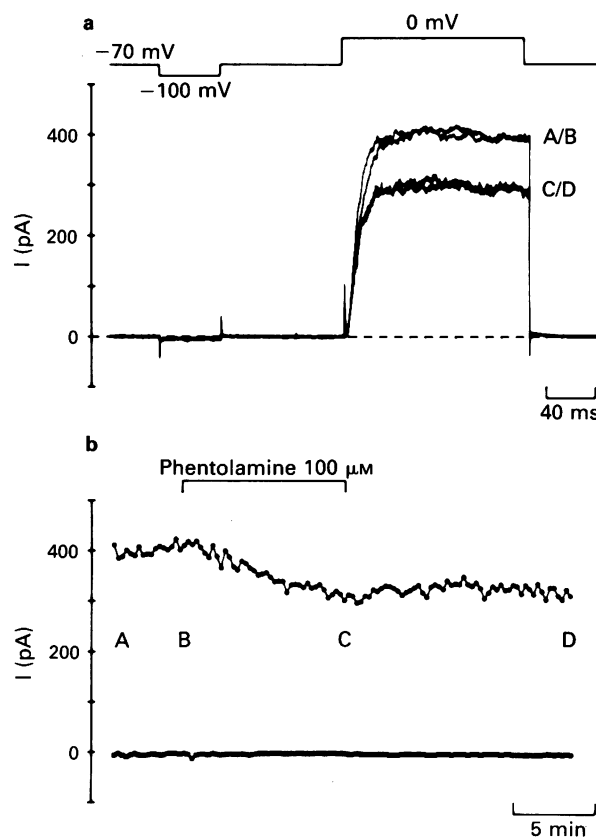 a
0 mV
−70 mV
−100 mV
400
A/B
C/D
200
I (pA)
0
40 ms
b
Phentolamine 100 μM
400
A B C D
I (pA)
200
0
5 min